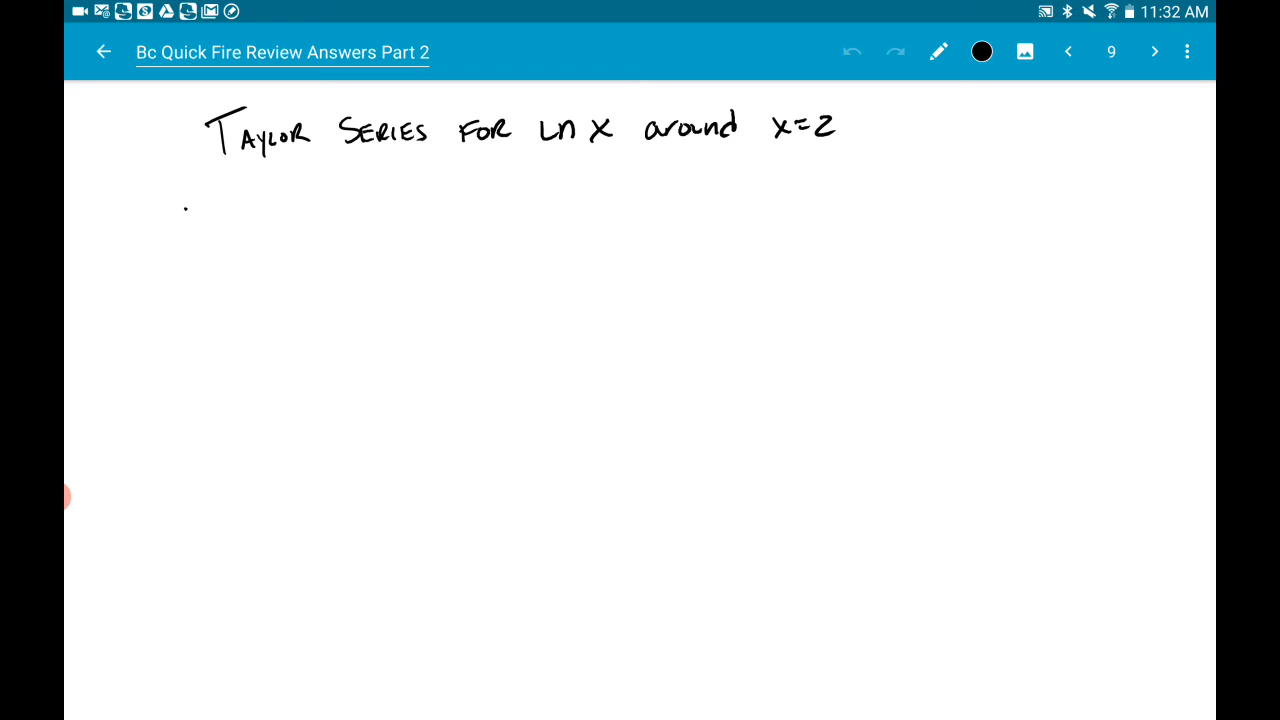 11:32 AM
Bc Quick Fire Review Answers Part 2
9
TAYLOR SERIES FOR Ln X around x=2